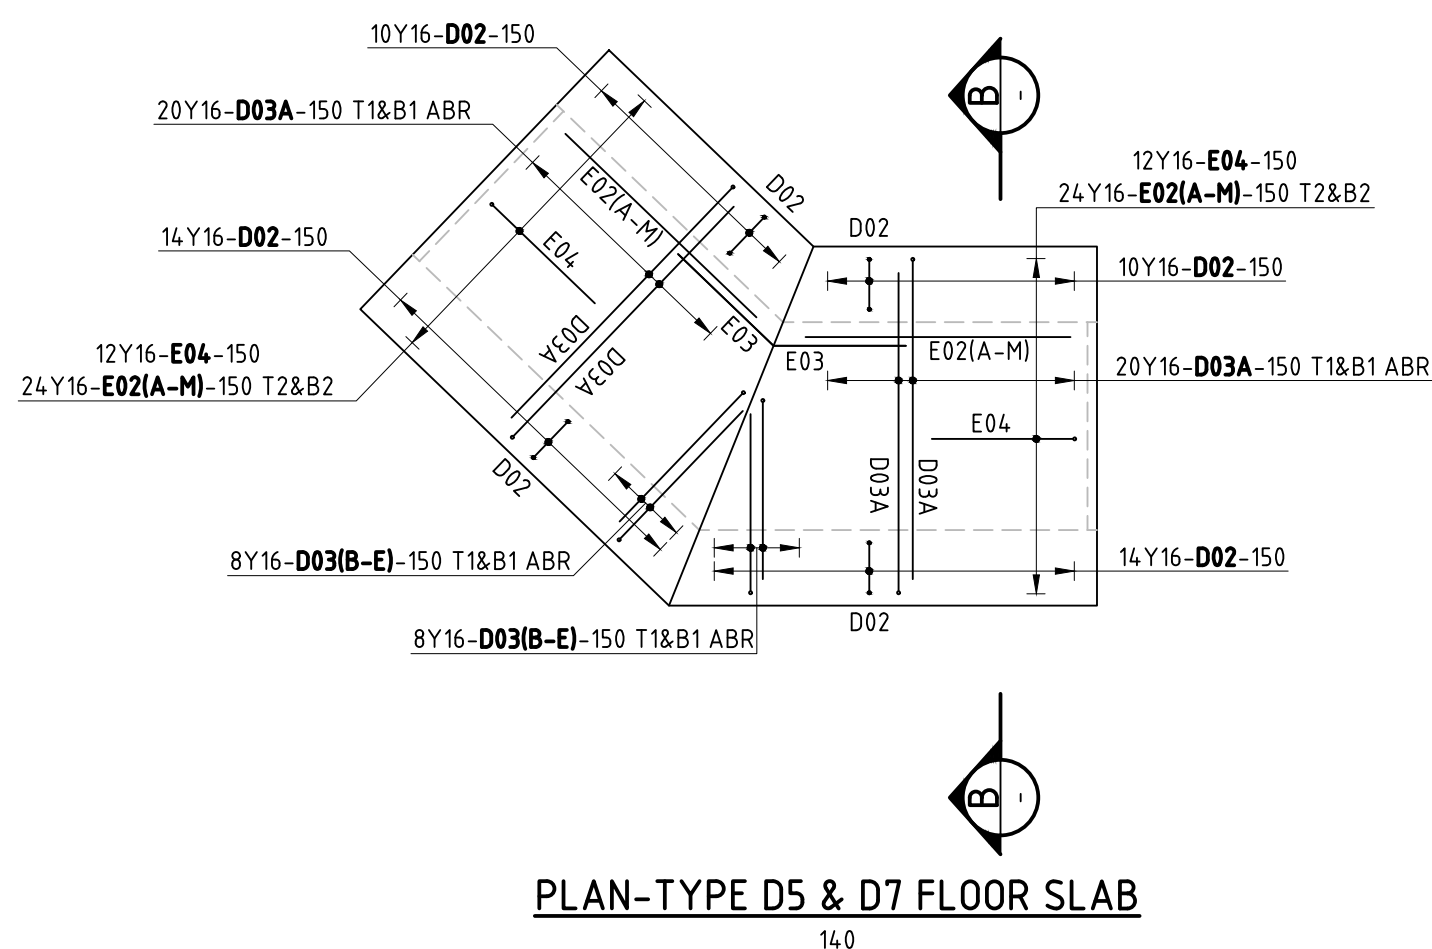 10Y16-D02-150
20Y16-D03A-150 T1&B1 ABR
14Y16-D02-150
12Y16-E04-150
24Y16-E02(A-M)-150 T2&B2
8Y16-D03(B-E)-150 T1&B1 ABR
8Y16-D03(B-E)-150 T1&B1 ABR
D02
E02(A-M)
E04
E03
D03A
D03A
D02
D02
E03
E02(A-M)
E04
D03A
D03A
D02
B
-
12Y16-E04-150
24Y16-E02(A-M)-150 T2&B2
10Y16-D02-150
20Y16-D03A-150 T1&B1 ABR
14Y16-D02-150
B
-
PLAN-TYPE D5 & D7 FLOOR SLAB
140